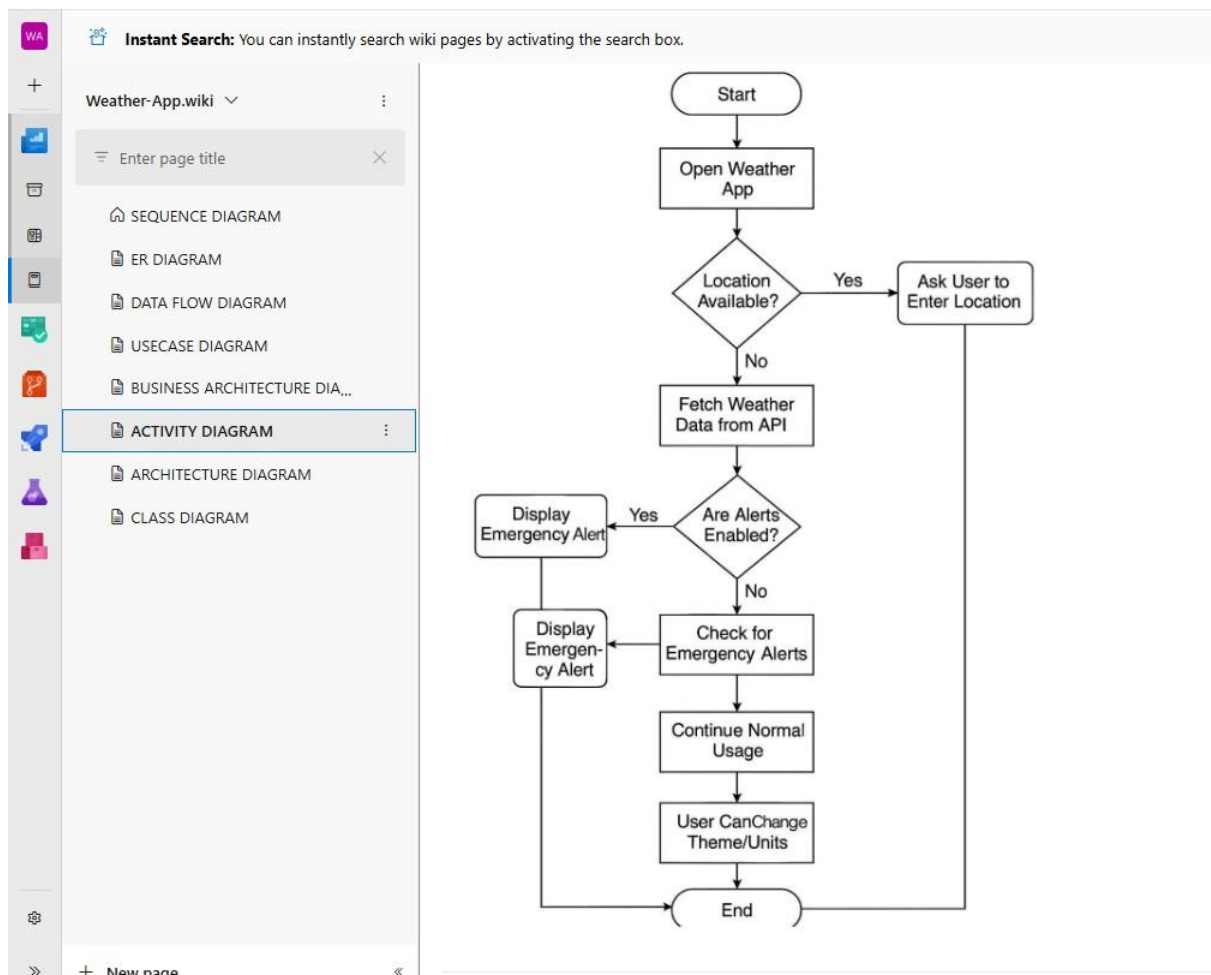 WA
Instant Search: You can instantly search wiki pages by activating the search box.
Weather-App.wiki
Enter page title
SEQUENCE DIAGRAM
ER DIAGRAM
DATA FLOW DIAGRAM
USECASE DIAGRAM
BUSINESS ARCHITECTURE DIA...
ACTIVITY DIAGRAM
ARCHITECTURE DIAGRAM
CLASS DIAGRAM
New page
Start
Open Weather
App
Location
Available?
Yes
Ask User to
Enter Location
No
Fetch Weather
Data from API
Are Alerts
Enabled?
Yes
Display
Emergency Alert
No
Check for
Emergency Alerts
Display
Emergen-
cy Alert
Continue Normal
Usage
User CanChange
Theme/Units
End